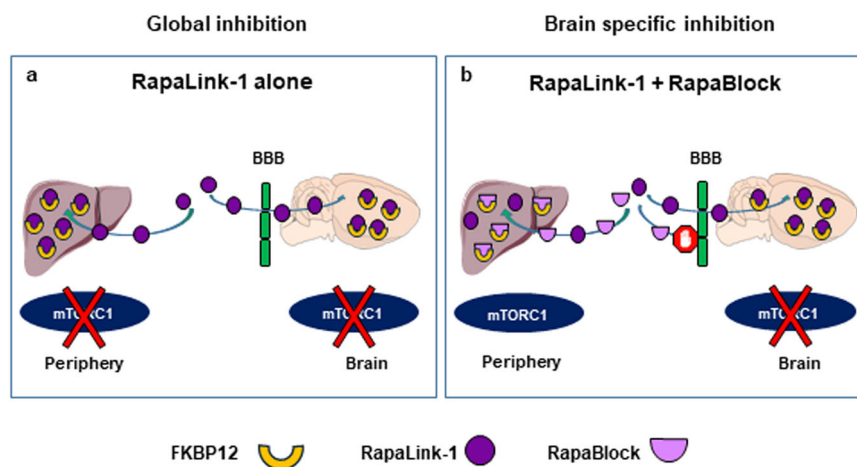 Global inhibition
Brain specific inhibition
a
RapaLink-1 alone
BBB
mTORC1
mTORC1
Periphery
Brain
b
RapaLink-1 + RapaBlock
BBB
mTORC1
mTORC1
Periphery
Brain
FKBP12
RapaLink-1
RapaBlock